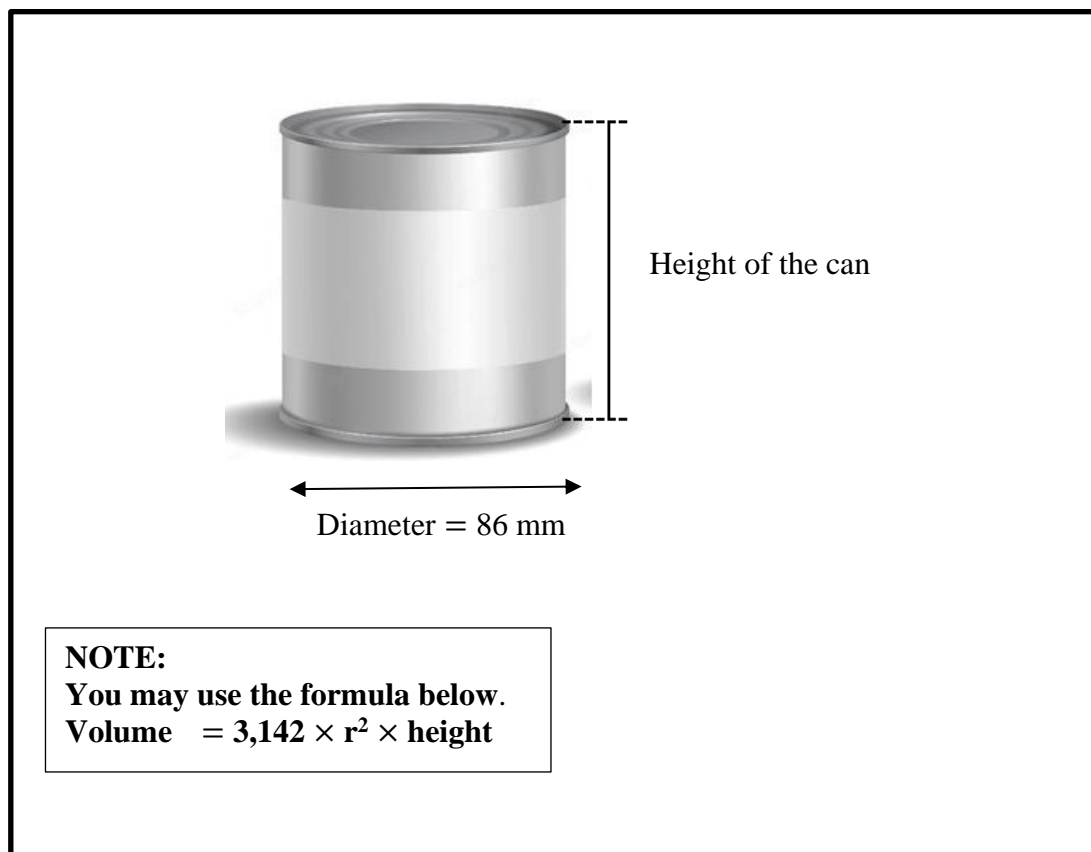 Height of the can
Diameter = 86 mm
NOTE:
You may use the formula below.
Volume = 3,142 × r² × height